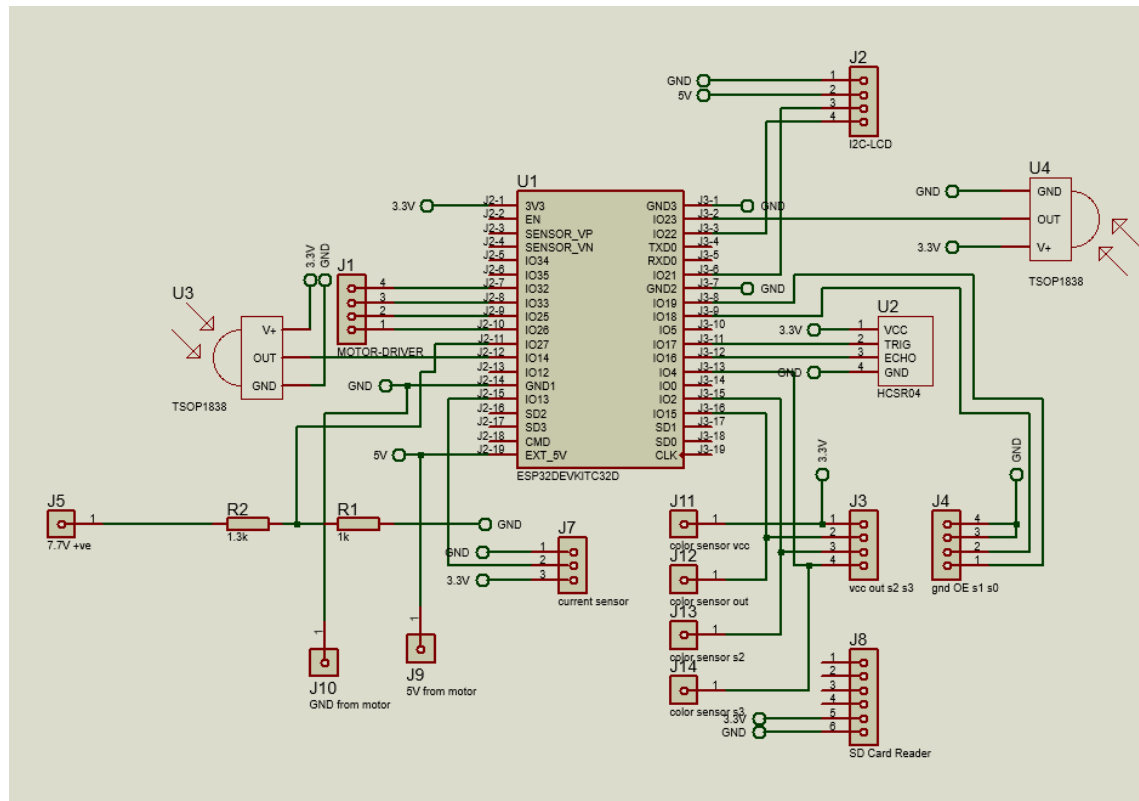 J2
GND 1
5V 2
3
4
I2C-LCD
U4
GND GND
OUT
3.3V V+
TSOP1838
U1
3.3V J2-1 3V3 GND3 J3-1 GND
J2-2 EN IO23 J3-2
J2-3 SENSOR_VP IO22 J3-3
J2-4 SENSOR_VN TXD0 J3-4
J2-5 IO34 RXD0 J3-5
J2-6 IO35 IO21 J3-6
J2-7 IO32 GND2 J3-7 GND
J2-8 IO33 IO19 J3-8
J2-9 IO25 IO18 J3-9
J2-10 IO26 IO5 J3-10
J2-11 IO27 IO17 J3-11
J2-12 IO14 IO16 J3-12
J2-13 IO12 IO4 J3-13
GND J2-14 GND1 IO0 J3-14
J2-15 IO13 IO2 J3-15
J2-16 SD2 IO15 J3-16
J2-17 SD3 SD1 J3-17
J2-18 CMD SD0 J3-18
5V J2-19 EXT_5V CLK J3-19
ESP32DEVKITC32D
3.3V
GND
J1
4
3
2
1
MOTOR-DRIVER
U3
V+
OUT
GND
TSOP1838
U2
3.3V 1 VCC
2 TRIG
3 ECHO
GND 4 GND
HCSR04
J5
1
7.7V +ve
R2
1.3k
R1
1k
GND
J7
GND 1
2
3.3V 3
current sensor
1
J10
GND from motor
1
J9
5V from motor
J11
1
color sensor vcc
J12
1
color sensor out
J13
1
color sensor s2
J14
1
color sensor s3
3.3V
J3
1
2
3
4
vcc out s2 s3
GND
J4
4
3
2
1
gnd OE s1 s0
J8
1
2
3
4
3.3V 5
GND 6
SD Card Reader